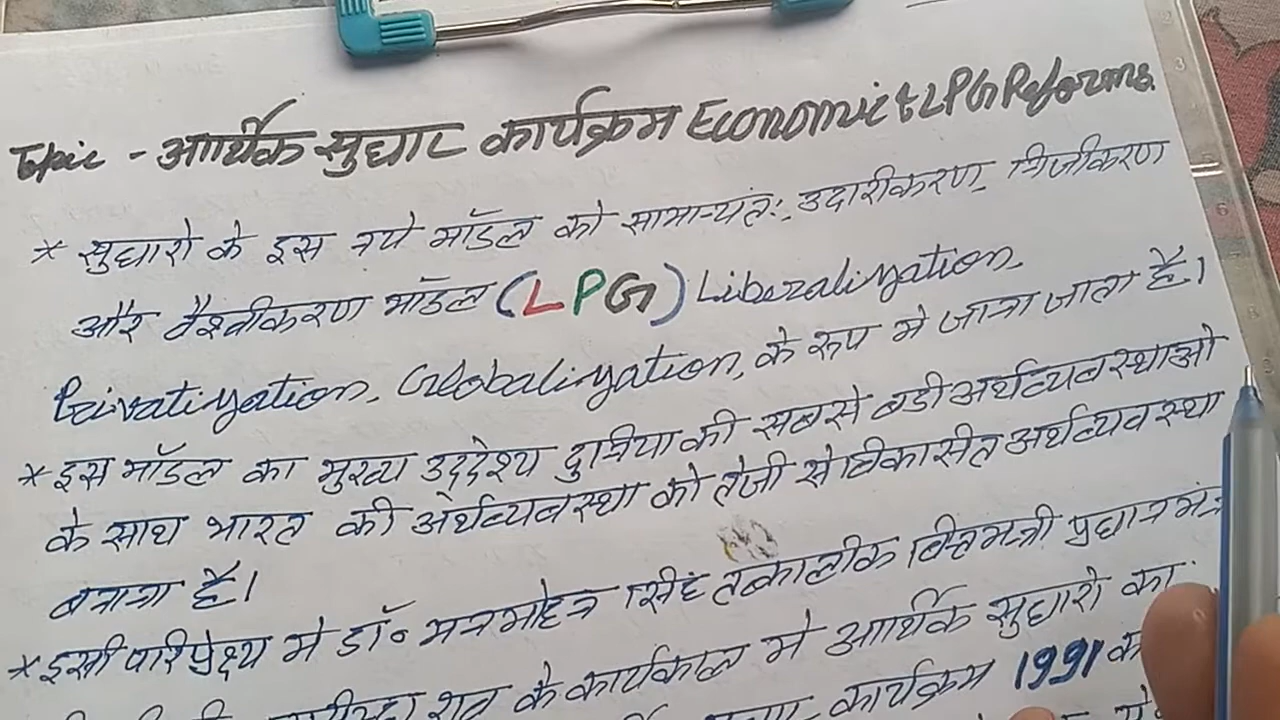 Topic - आर्थिक सुधार कार्यक्रम Economic & LPG Reforms.
* सुधारो के इस नये मॉडल को सामान्यंतः, उदारीकरण, निजीकरण
और वैश्वीकरण मॉडल (LPG) Liberalization,
Privatization, Globalization, के रूप मे जाना जाता है।
* इस मॉडल का मुख्य उद्देश्य दुनिया की सबसे बडी अर्थव्यवस्थाओ
के साथ भारत की अर्थव्यवस्था को तेजी से विकासित अर्थव्यवस्था
बनाना है।
* इसी परिप्रेक्ष्य मे डॉ० मनमोहन सिंह तत्कालीक वित्तमन्त्री प्रधानमंत्र
राव के कार्यकाल मे आर्थिक सुधारो का
कार्यक्रम 1991 क